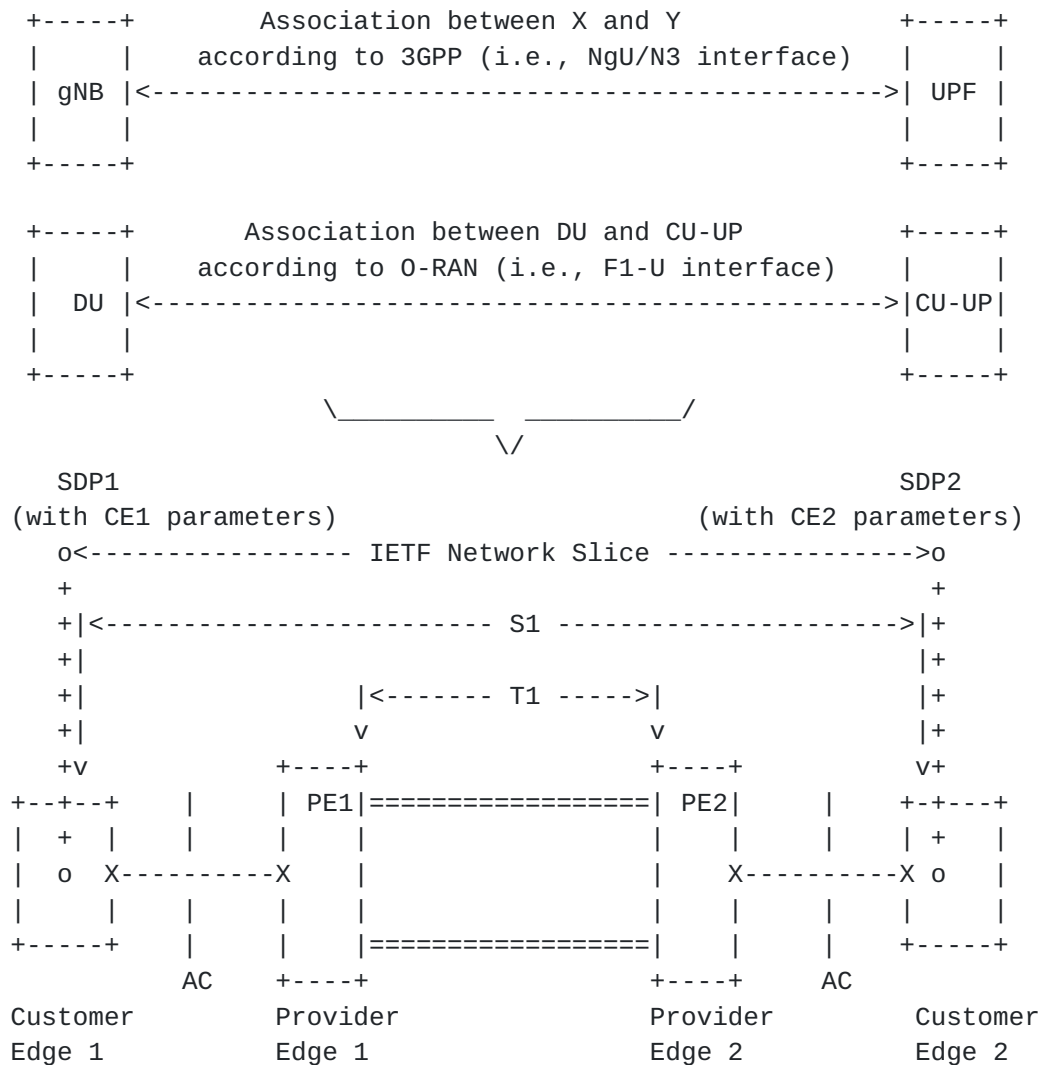 +-----+        Association between X and Y            +-----+
|     |    according to 3GPP (i.e., NgU/N3 interface)   |     |
| gNB |<------------------------------------------------>| UPF |
|     |                                                 |     |
+-----+                                                 +-----+
+-----+       Association between DU and CU-UP          +-----+
|     |    according to O-RAN (i.e., F1-U interface)    |     |
|  DU |<----------------------------------------------->|CU-UP|
|     |                                                 |     |
+-----+                                                 +-----+
\__________  __________/
\/
SDP1                                                  SDP2
(with CE1 parameters)                       (with CE2 parameters)
o<----------------- IETF Network Slice ---------------->o
+                                                       +
+|<------------------------- S1 ---------------------->|+
+|                                                     |+
+|                 |<------- T1 ----->|                |+
+|                 v                  v                |+
+v            +----+                  +----+           v+
+--+--+    |     | PE1|==================| PE2|     |    +-+---+
|  +  |    |     |    |                  |    |     |    | +   |
|  o  X----------X    |                  |    X----------X o   |
|     |    |     |    |                  |    |     |    |     |
+-----+    |     |    |==================|    |     |    +-----+
AC    +----+                  +----+     AC
Customer         Provider                Provider         Customer
Edge 1           Edge 1                  Edge 2           Edge 2